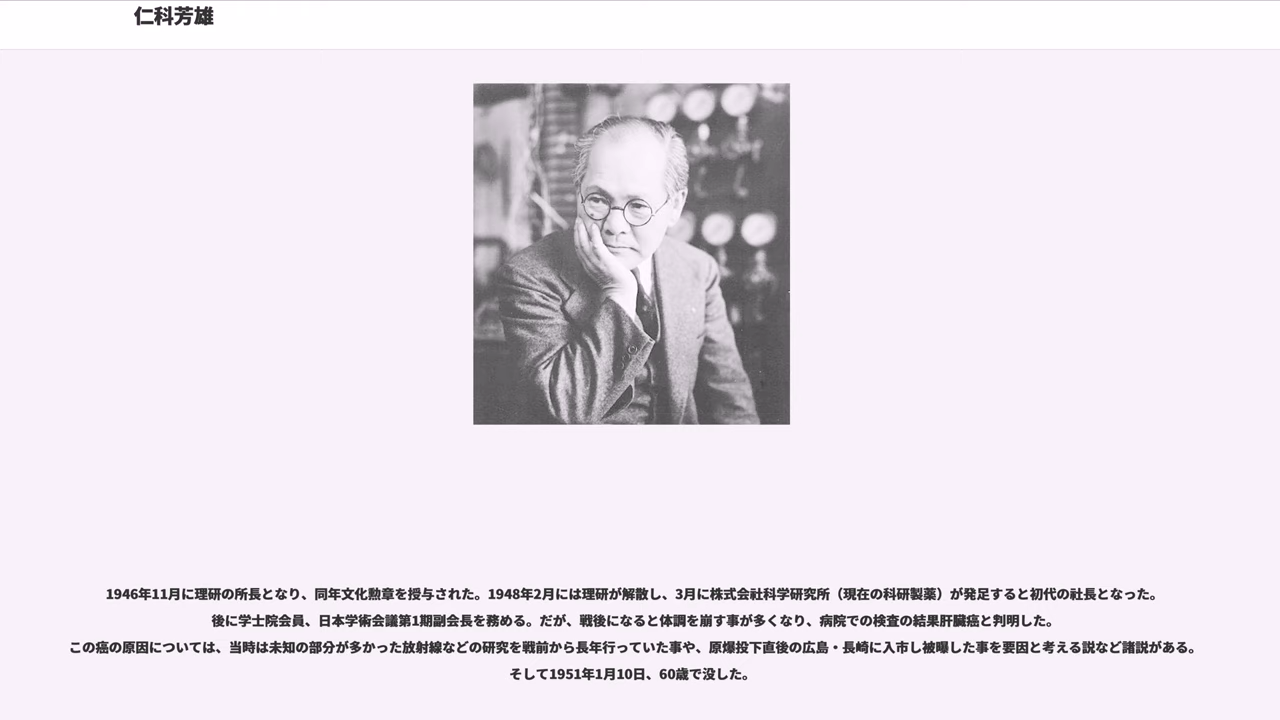 仁科芳雄
1946年11月に理研の所長となり、同年文化勲章を授与された。1948年2月には理研が解散し、3月に株式会社科学研究所（現在の科研製薬）が発足すると初代の社長となった。
後に学士院会員、日本学術会議第1期副会長を務める。だが、戦後になると体調を崩す事が多くなり、病院での検査の結果肝臓癌と判明した。
この癌の原因については、当時は未知の部分が多かった放射線などの研究を戦前から長年行っていた事や、原爆投下直後の広島・長崎に入市し被曝した事を要因と考える説など諸説がある。
そして1951年1月10日、60歳で没した。